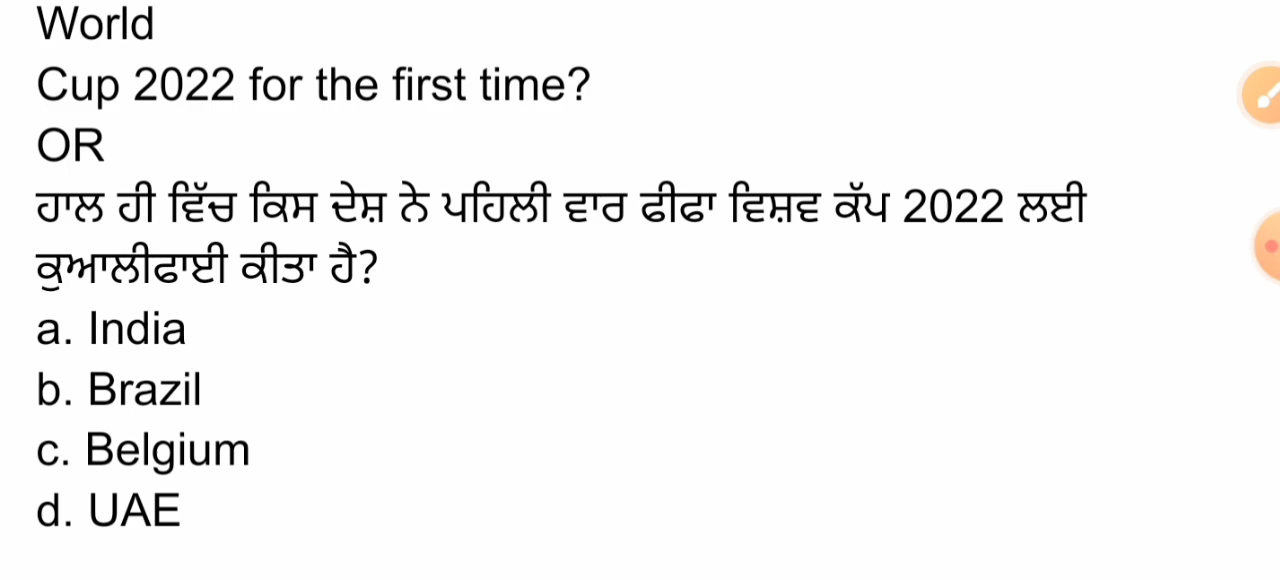 World
Cup 2022 for the first time?
OR
ਹਾਲ ਹੀ ਵਿੱਚ ਕਿਸ ਦੇਸ਼ ਨੇ ਪਹਿਲੀ ਵਾਰ ਫੀਫਾ ਵਿਸ਼ਵ ਕੱਪ 2022 ਲਈ
ਕੁਆਲੀਫਾਈ ਕੀਤਾ ਹੈ?
a. India
b. Brazil
c. Belgium
d. UAE